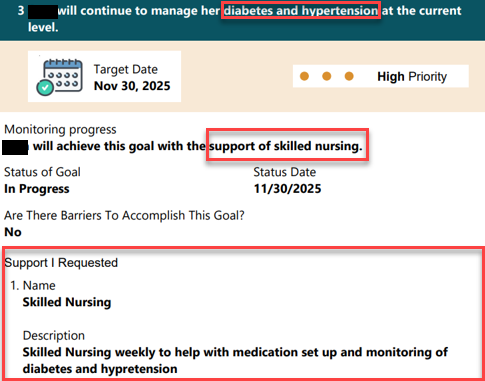 3 will continue to manage her diabetes and hypertension at the current
level.
Target Date
Nov 30, 2025
High Priority
Monitoring progress
will achieve this goal with the support of skilled nursing.
Status of Goal Status Date
In Progress 11/30/2025
Are There Barriers To Accomplish This Goal?
No
Support I Requested
1. Name
Skilled Nursing
Description
Skilled Nursing weekly to help with medication set up and monitoring of
diabetes and hypretension